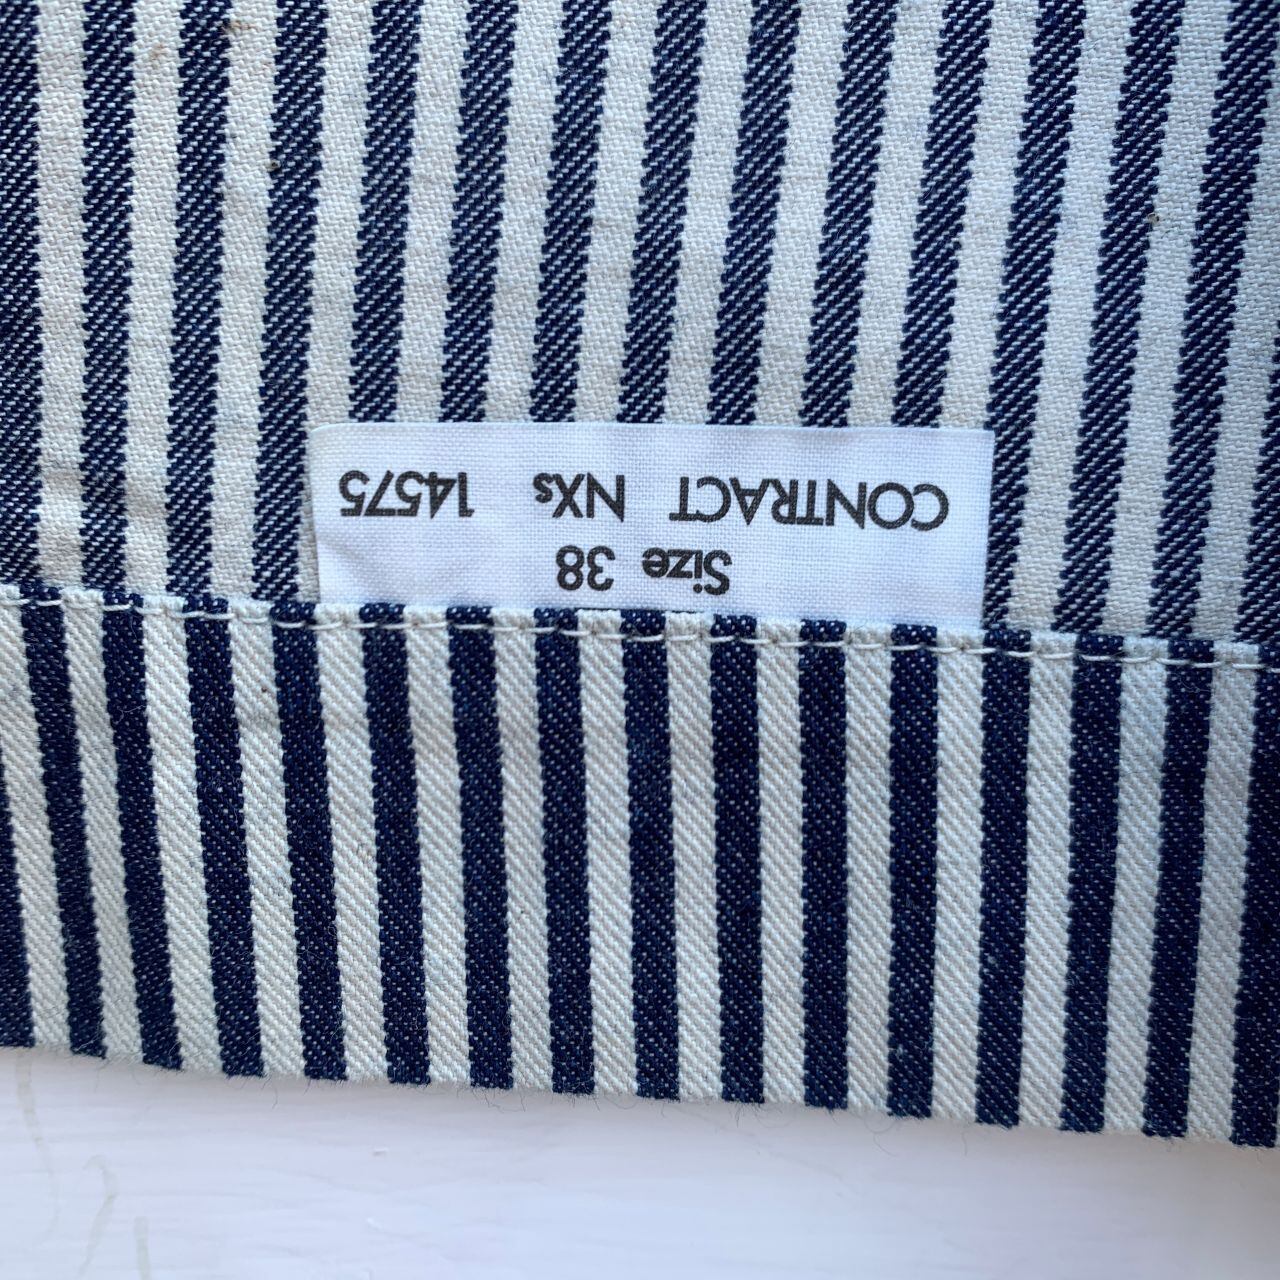 Size 38
CONTRACT NXs 14575